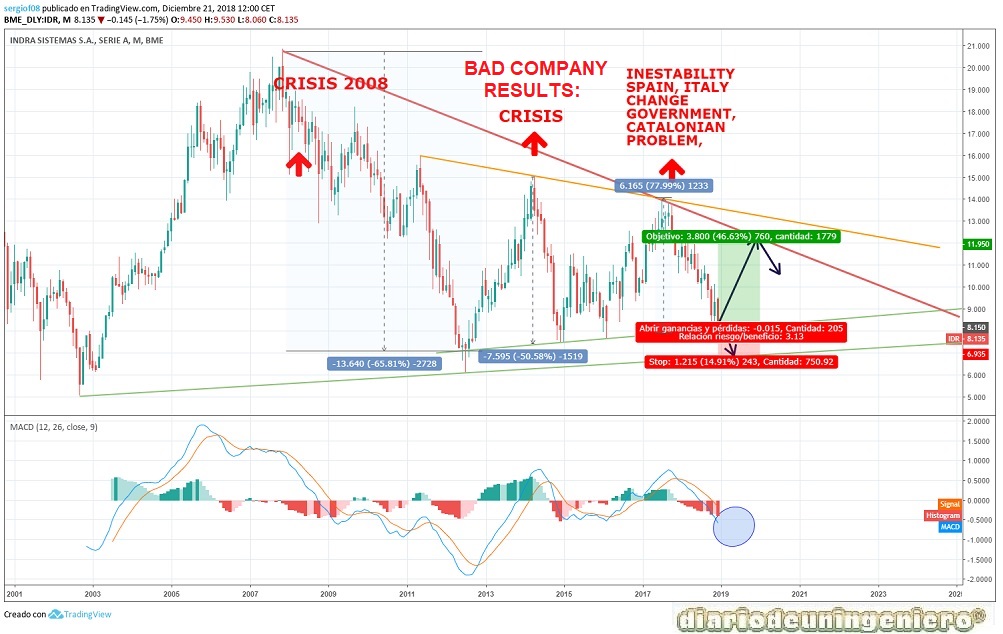 sergiof08 publicado en TradingView.com, Diciembre 21, 2018 12:00 CET
BME_DLY:IDR, M 8.135 ▼ −0.145 (−1.75%) O:9.450 H:9.530 L:8.060 C:8.135
INDRA SISTEMAS S.A., SERIE A, M, BME
CRISIS 2008
BAD COMPANY
RESULTS:
CRISIS
INESTABILITY
SPAIN, ITALY
CHANGE
GOVERNMENT,
CATALONIAN
PROBLEM,
6.165 (77.99%) 1233
Objetivo: 3.800 (46.63%) 760, cantidad: 1779
Abrir ganancias y pérdidas: -0.015, Cantidad: 205
Relación riesgo/beneficio: 3.13
Stop: 1.215 (14.91%) 243, Cantidad: 750.92
-13.640 (-65.81%) -2728
-7.595 (-50.58%) -1519
21.000
20.000
19.000
18.000
17.000
16.000
15.000
14.000
13.000
11.950
11.000
10.000
9.000
8.150
IDR 8.135
6.935
6.000
5.000
MACD (12, 26, close, 9)
2.0000
1.5000
1.0000
0.5000
0.0000
-0.5000
-1.0000
-1.5000
-2.0000
Signal
Histogram
MACD
2001
2003
2005
2007
2009
2011
2013
2015
2017
2019
2021
2023
Creado con TradingView
diariodeuningeniero®